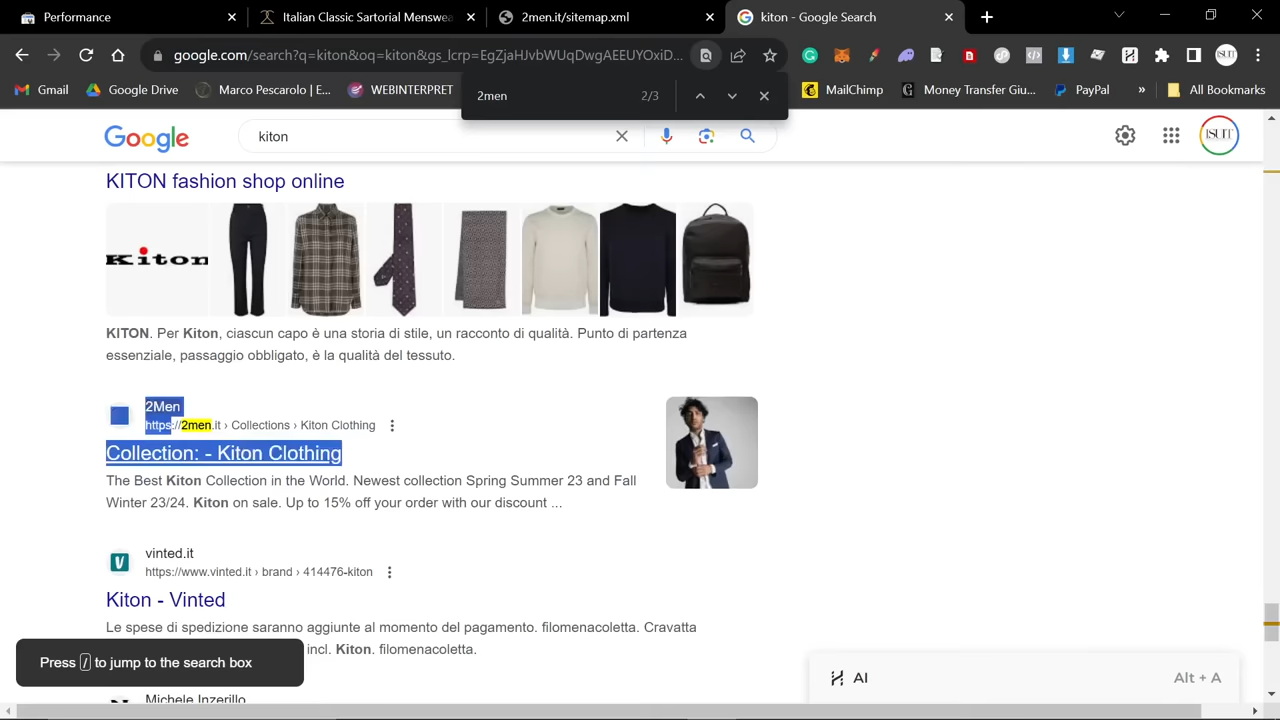 Performance
Italian Classic Sartorial Menswea
2men.it/sitemap.xml
kiton - Google Search
google.com/search?q=kiton&oq=kiton&gs_lcrp=EgZjaHJvbWUqDwgAEEUYOxiD...
Gmail
Google Drive
Marco Pescarolo | E...
WEBINTERPRET
2men
2/3
MailChimp
Money Transfer Giu...
PayPal
»
All Bookmarks
Google
kiton
ISUIT
KITON fashion shop online
Kiton
KITON. Per Kiton, ciascun capo è una storia di stile, un racconto di qualità. Punto di partenza
essenziale, passaggio obbligato, è la qualità del tessuto.
2Men
https://2men.it › Collections › Kiton Clothing
Collection: - Kiton Clothing
The Best Kiton Collection in the World. Newest collection Spring Summer 23 and Fall
Winter 23/24. Kiton on sale. Up to 15% off your order with our discount ...
vinted.it
https://www.vinted.it › brand › 414476-kiton
Kiton - Vinted
Le spese di spedizione saranno aggiunte al momento del pagamento. filomenacoletta. Cravatta
incl. Kiton. filomenacoletta.
Press / to jump to the search box
Michele Inzerillo
AI
Alt + A